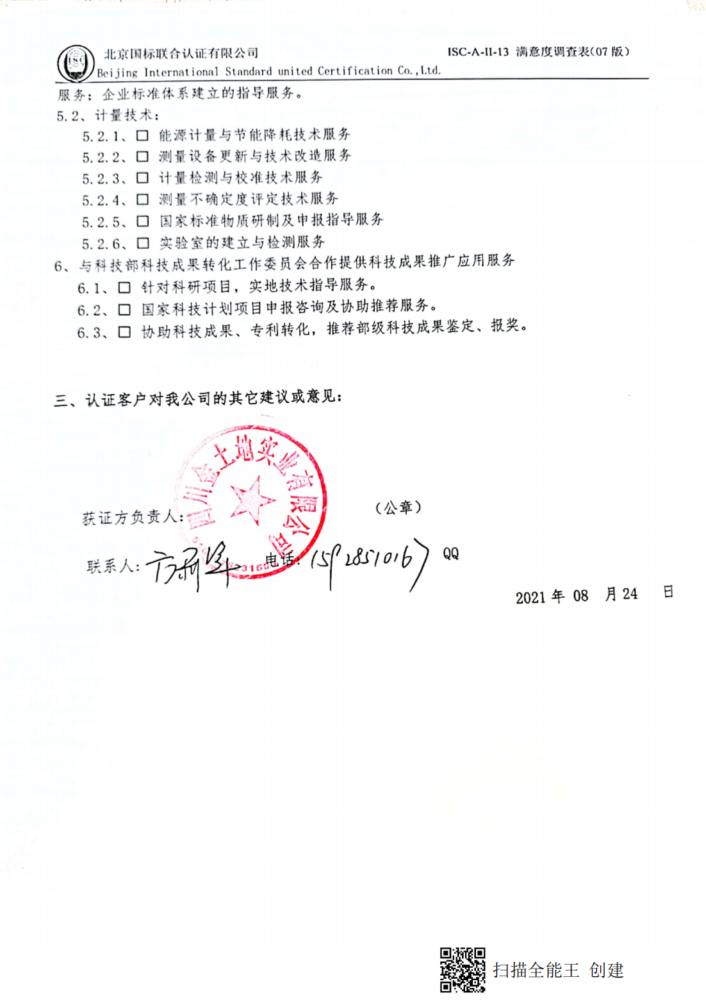 北京国标联合认证有限公司
ISC-A-II-13 满意度调查表(07版)
Beijing International Standard united Certification Co.,Ltd.
ISC
服务；企业标准体系建立的指导服务。
5.2、计量技术：
5.2.1、□ 能源计量与节能降耗技术服务
5.2.2、□ 测量设备更新与技术改造服务
5.2.3、□ 计量检测与校准技术服务
5.2.4、□ 测量不确定度评定技术服务
5.2.5、□ 国家标准物质研制及申报指导服务
5.2.6、□ 实验室的建立与检测服务
6、与科技部科技成果转化工作委员会合作提供科技成果推广应用服务
6.1、□ 针对科研项目，实地技术指导服务。
6.2、□ 国家科技计划项目申报咨询及协助推荐服务。
6.3、□ 协助科技成果、专利转化，推荐部级科技成果鉴定、报奖。
三、认证客户对我公司的其它建议或意见：
四川金土地实业有限公司
获证方负责人： （公章）
联系人： 电话：15928510167 QQ
2021年 08 月24 日
扫描全能王 创建